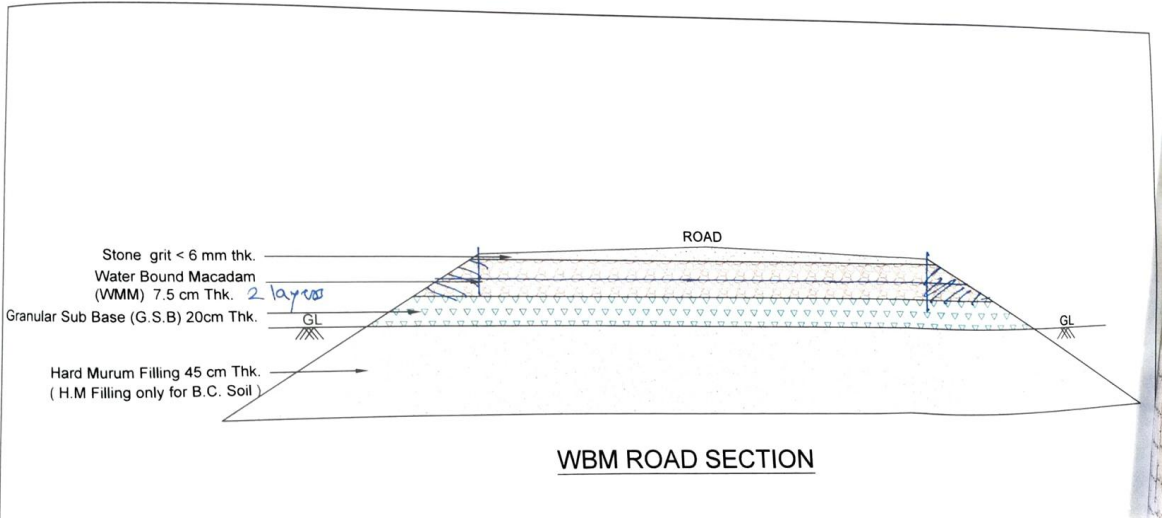 ROAD
Stone grit < 6 mm thk.
Water Bound Macadam
(WMM) 7.5 cm Thk. 2 layers
Granular Sub Base (G.S.B) 20cm Thk.
GL
GL
Hard Murum Filling 45 cm Thk.
( H.M Filling only for B.C. Soil )
WBM ROAD SECTION